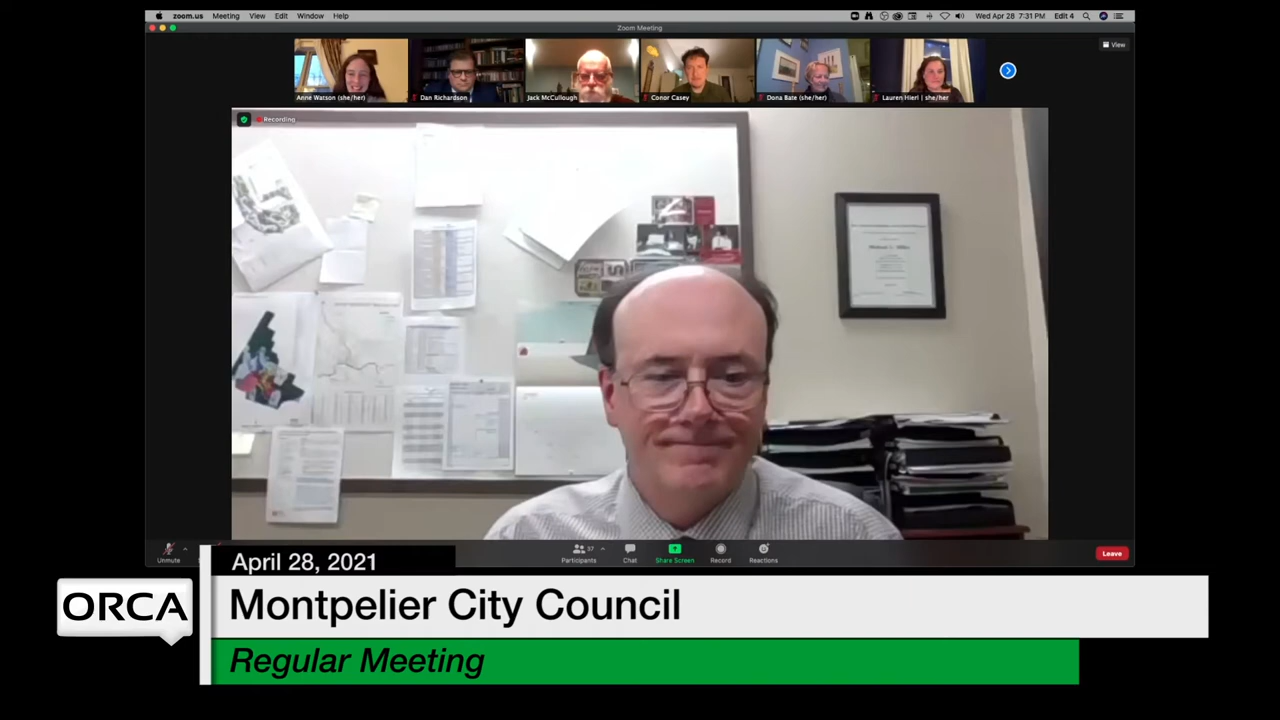 zoom.us Meeting View Edit Window Help
Wed Apr 28 7:31 PM Edit 4
Zoom Meeting
View
Anne Watson (she/her)
Dan Richardson
Jack McCullough
Conor Casey
Dona Bate (she/her)
Lauren Hierl | she/her
Recording
Unmute
37
Participants
Chat
Share Screen
Record
Reactions
Leave
April 28, 2021
ORCA
Montpelier City Council
Regular Meeting